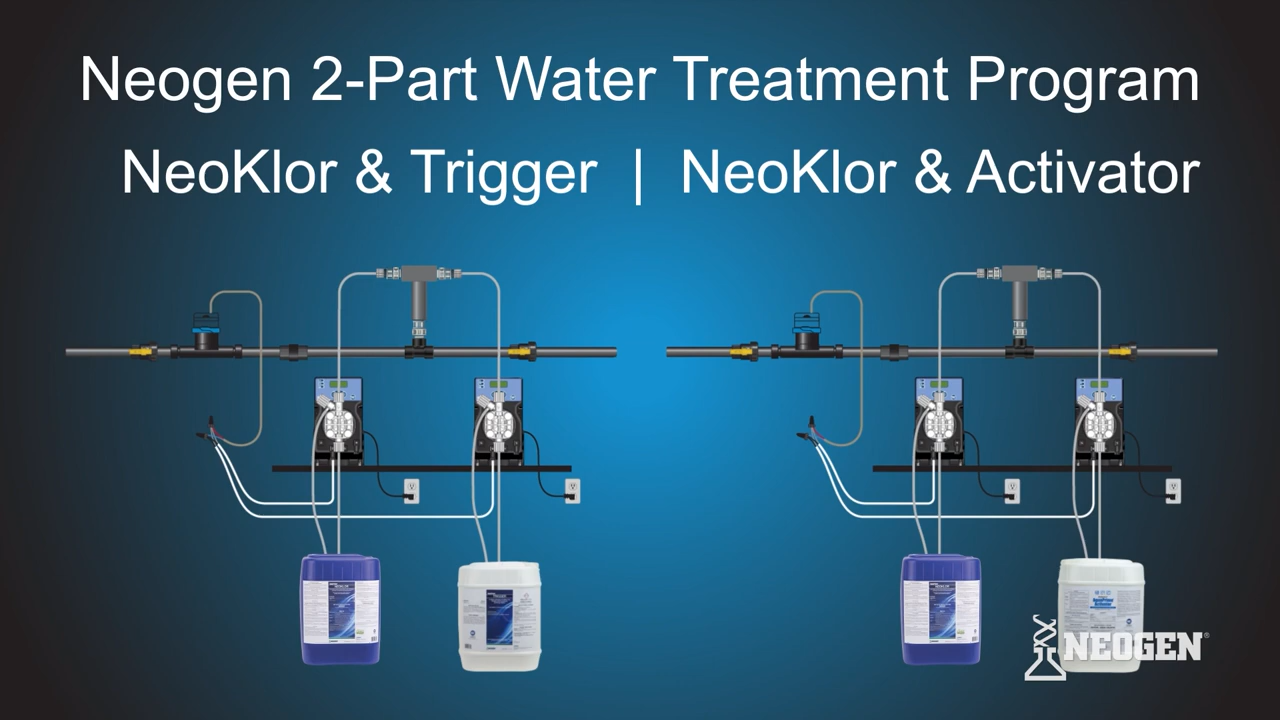 Neogen 2-Part Water Treatment Program
NeoKlor & Trigger | NeoKlor & Activator
NEOGEN®